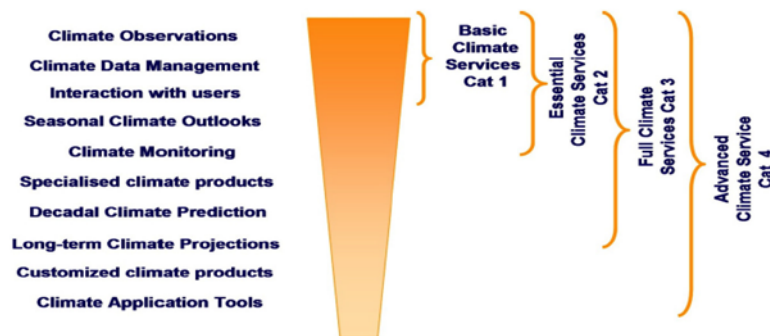 Climate Observations
Climate Data Management
Interaction with users
Seasonal Climate Outlooks
Climate Monitoring
Specialised climate products
Decadal Climate Prediction
Long-term Climate Projections
Customized climate products
Climate Application Tools
Basic
Climate
Services
Cat 1
Essential
Climate Services
Cat 2
Full Climate
Services Cat 3
Advanced
Climate Service
Cat 4